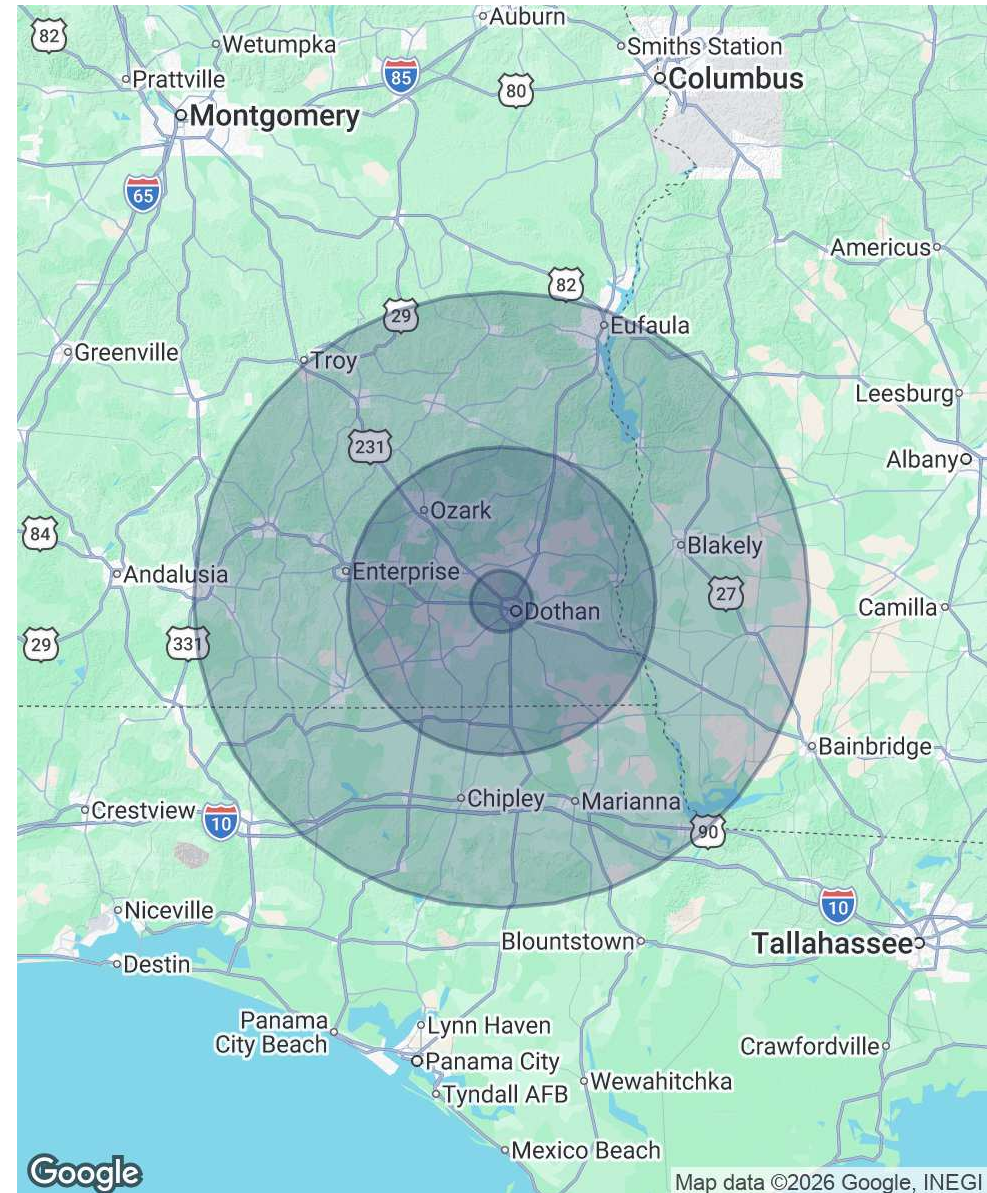 Auburn
82
Wetumpka
Smiths Station
85
Prattville
Columbus
80
Montgomery
65
Americus
82
29
Eufaula
Greenville
Troy
Leesburg
231
Albany
Ozark
84
Blakely
Enterprise
Andalusia
27
Camilla
Dothan
29
331
Bainbridge
Chipley
Marianna
Crestview
10
90
10
Niceville
Blountstown
Tallahassee
Destin
Panama
City Beach
Lynn Haven
Crawfordville
Panama City
Wewahitchka
Tyndall AFB
Mexico Beach
Google
Map data ©2026 Google, INEGI